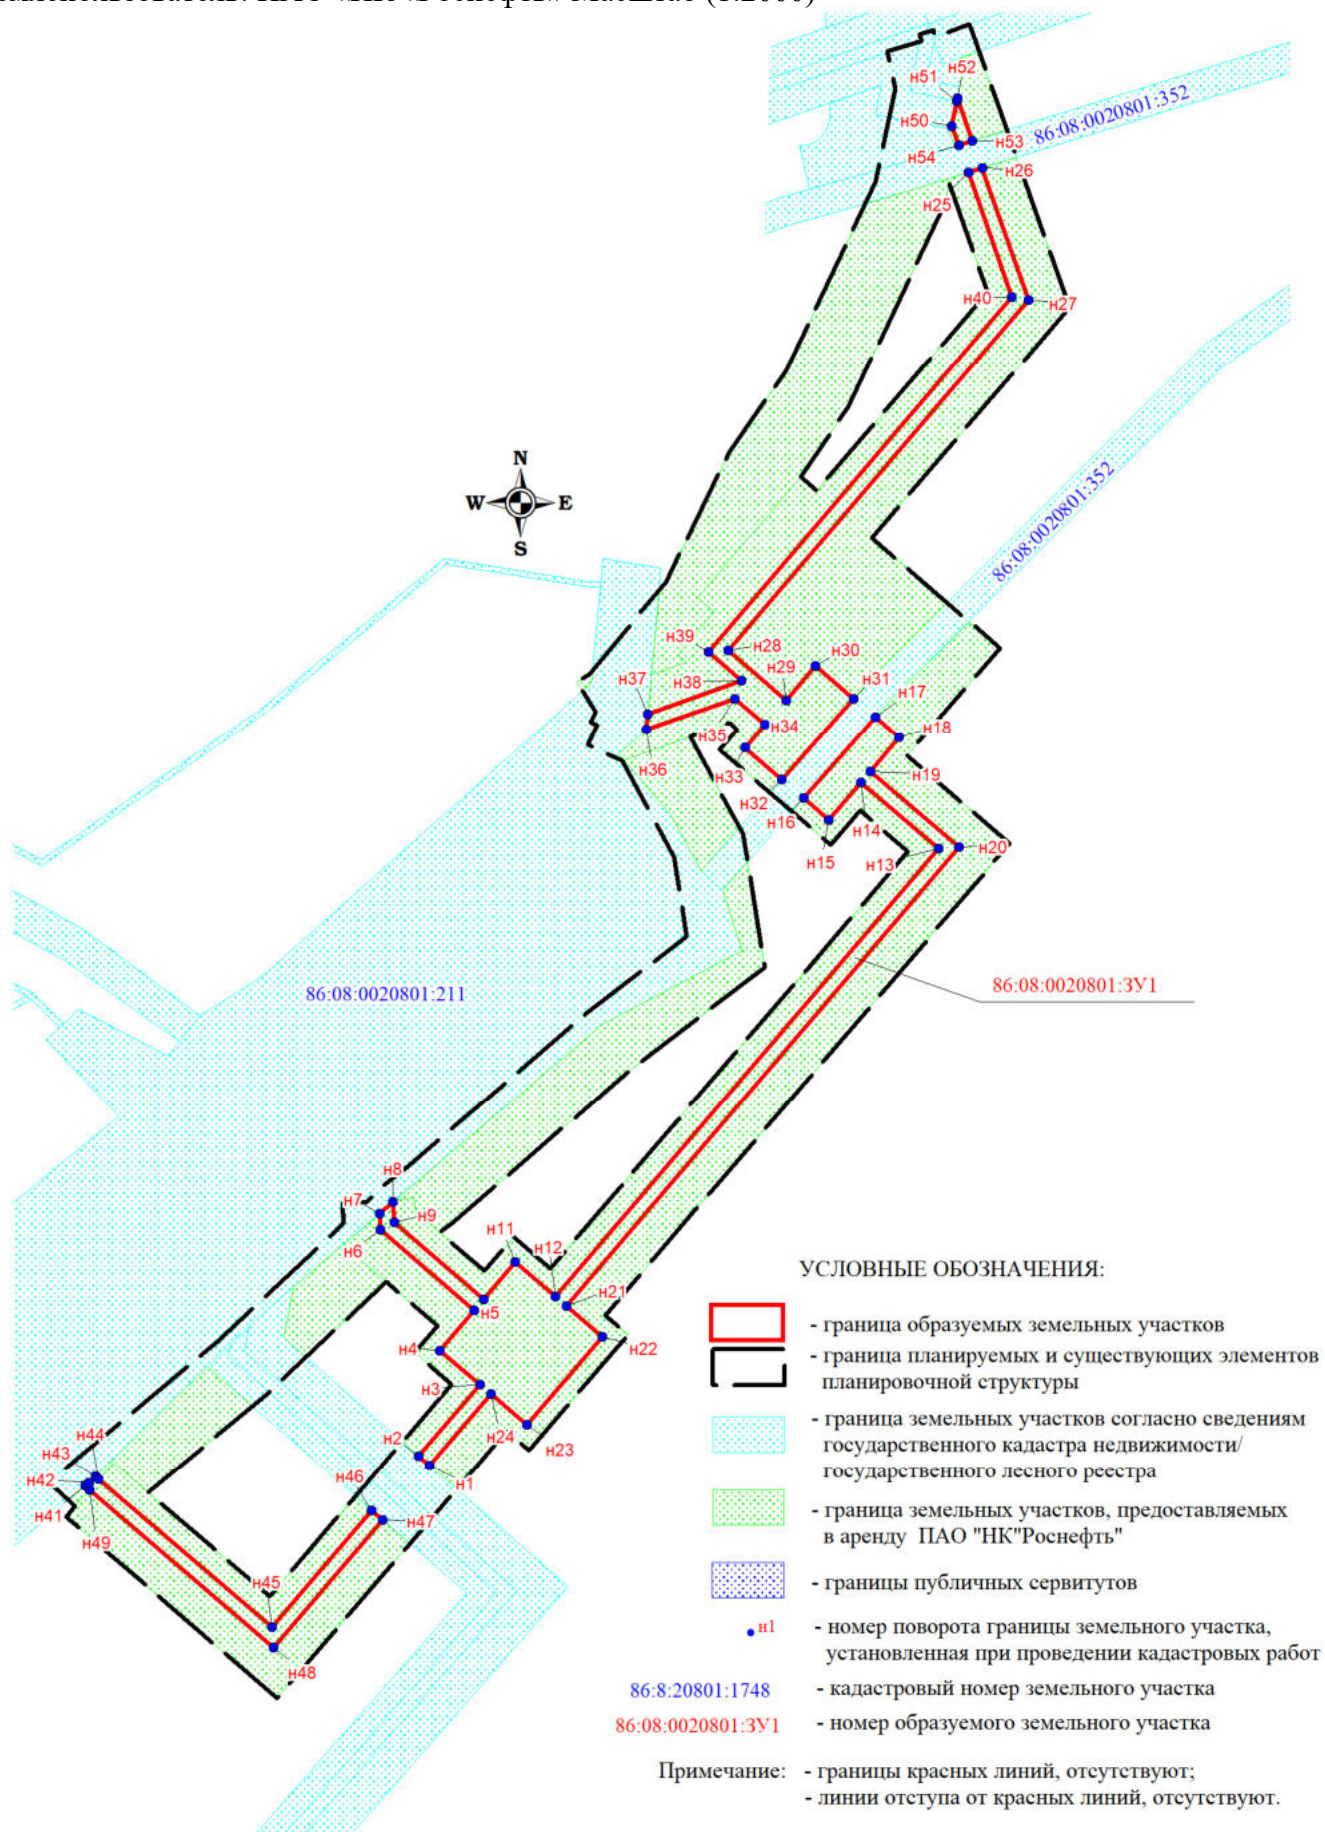 (1:2000)
н52
н51
н50
86:08:0020801:352
н53
н54
н26
н25
н40
н27
N
W
E
S
86:08:0020801:352
н39
н28
н30
н29
н31
н38
н37
н17
н34
н18
н35
н36
н19
н33
н32
н16
н14
н15
н13
н20
86:08:0020801:211
86:08:0020801:ЗУ1
н8
н7
н9
н6
н11
н12
н21
н5
н4
н22
н3
н24
н23
н2
н44
н43
н46
н42
н1
н41
н47
н49
н45
н48
УСЛОВНЫЕ ОБОЗНАЧЕНИЯ:
- граница образуемых земельных участков
- граница планируемых и существующих элементов
планировочной структуры
- граница земельных участков согласно сведениям
государственного кадастра недвижимости/
государственного лесного реестра
- граница земельных участков, предоставляемых
в аренду ПАО "НК"Роснефть"
- границы публичных сервитутов
н1
- номер поворота границы земельного участка,
установленная при проведении кадастровых работ
86:8:20801:1748 - кадастровый номер земельного участка
86:08:0020801:ЗУ1 - номер образуемого земельного участка
Примечание: - границы красных линий, отсутствуют;
- линии отступа от красных линий, отсутствуют.